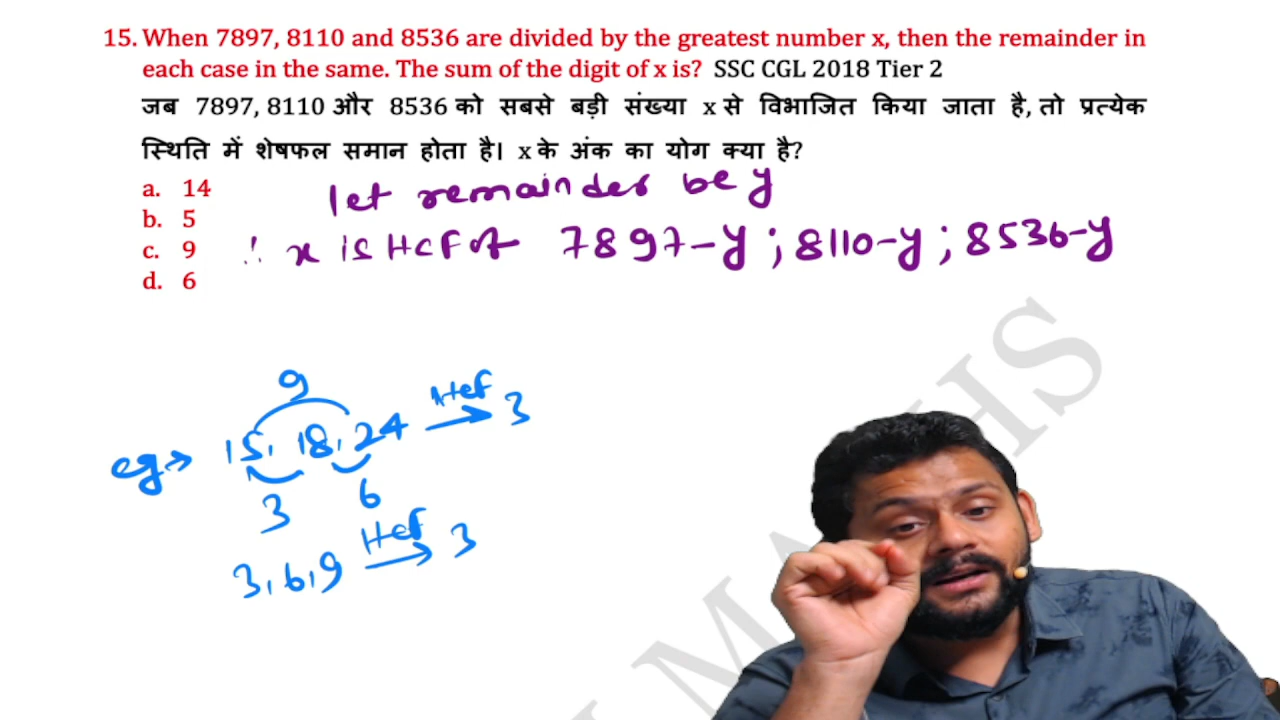 15. When 7897, 8110 and 8536 are divided by the greatest number x, then the remainder in
each case in the same. The sum of the digit of x is? SSC CGL 2018 Tier 2
जब 7897, 8110 और 8536 को सबसे बड़ी संख्या x से विभाजित किया जाता है, तो प्रत्येक
स्थिति में शेषफल समान होता है। x के अंक का योग क्या है?
a. 14
b. 5
c. 9
d. 6
let remainder be y
∴ x is HCF of 7897-y ; 8110-y ; 8536-y
9
eg→ 15, 18, 24 HCF→ 3
3 6
3, 6, 9 HCF→ 3
MATHS